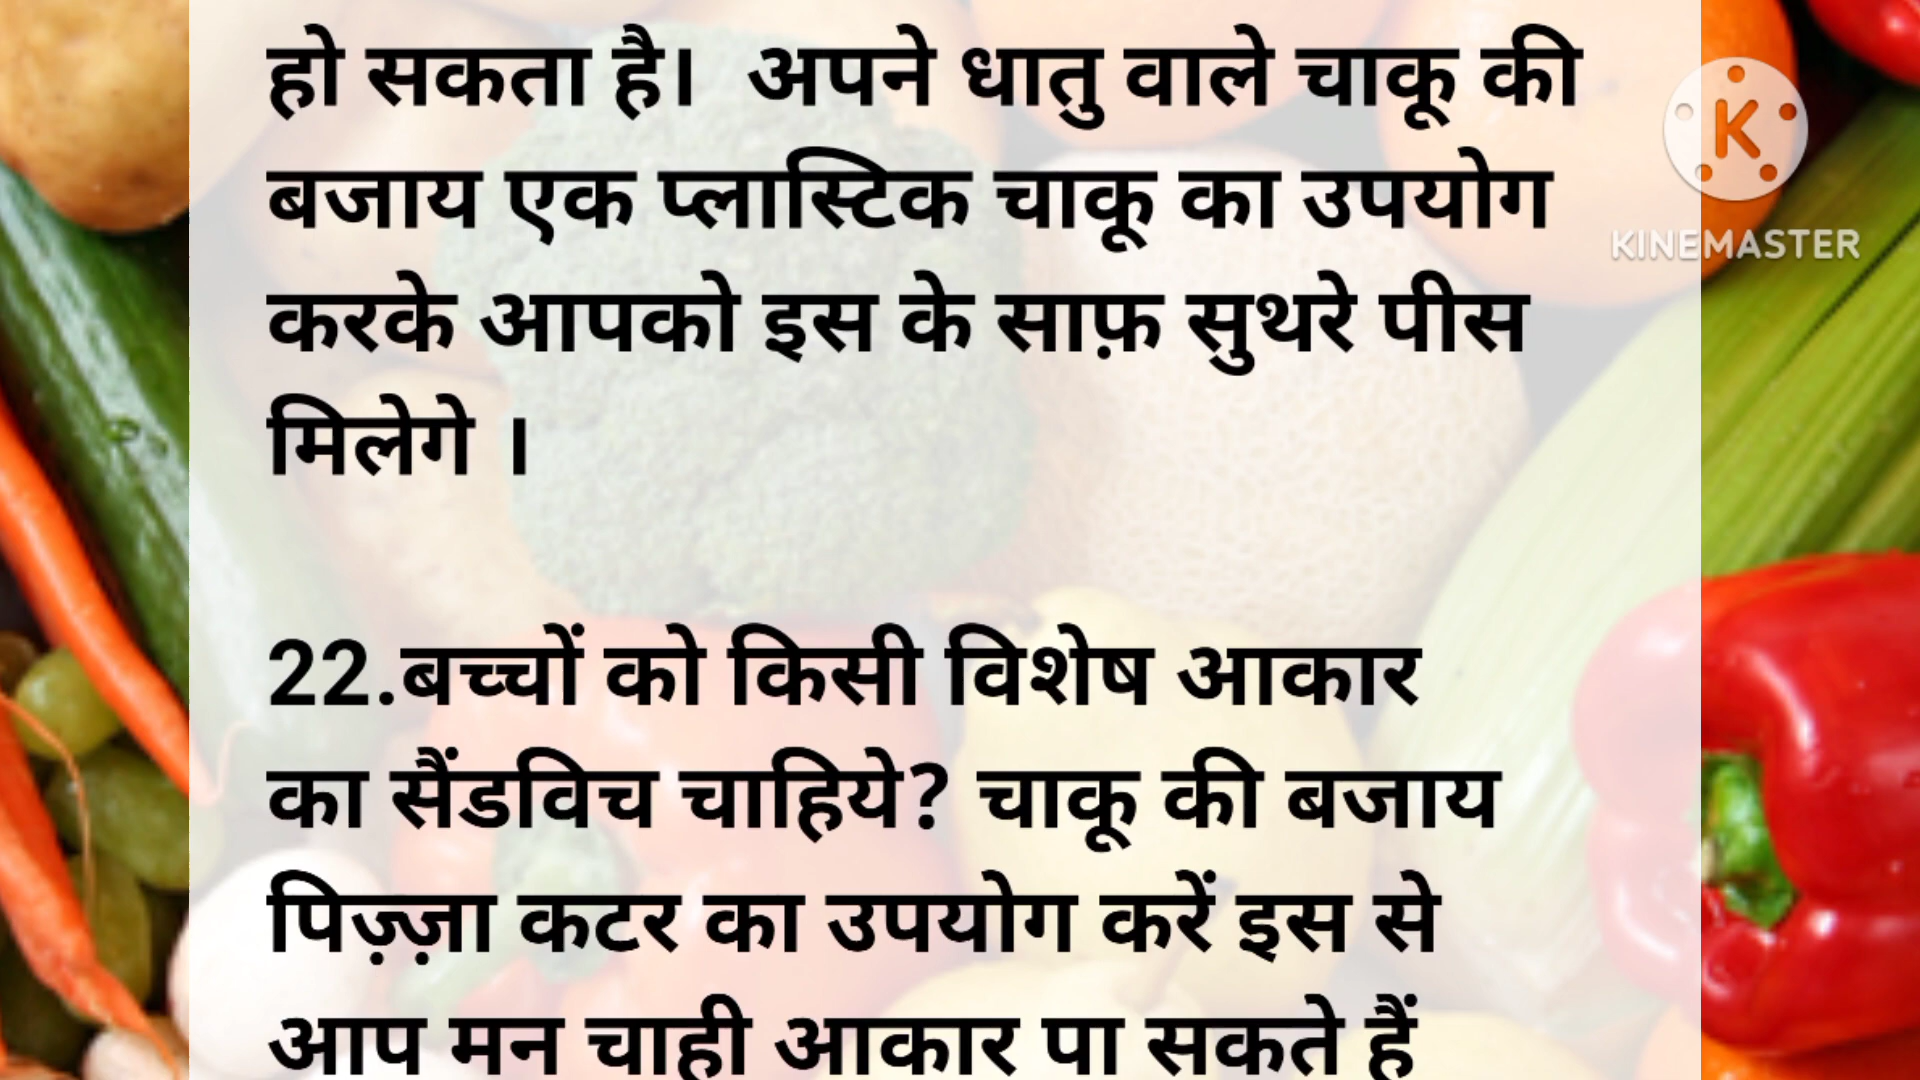 हो सकता है।  अपने धातु वाले चाकू की
बजाय एक प्लास्टिक चाकू का उपयोग
करके आपको इस के साफ़ सुथरे पीस
मिलेगे ।
22.बच्चों को किसी विशेष आकार
का सैंडविच चाहिये? चाकू की बजाय
पिज़्ज़ा कटर का उपयोग करें इस से
आप मन चाही आकार पा सकते हैं
K
KINEMASTER